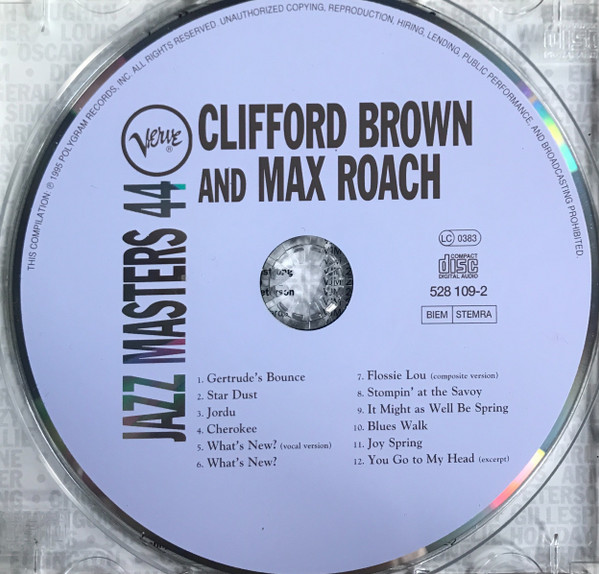 THIS COMPILATION: ℗ 1995 POLYGRAM RECORDS, INC. ALL RIGHTS RESERVED. UNAUTHORIZED COPYING, REPRODUCTION, HIRING, LENDING, PUBLIC PERFORMANCE, AND BROADCASTING PROHIBITED.
Verve®
CLIFFORD BROWN
AND MAX ROACH
JAZZ MASTERS 44
LC 0383
COMPACT
disc
DIGITAL AUDIO
528 109-2
BIEM STEMRA
1. Gertrude's Bounce
2. Star Dust
3. Jordu
4. Cherokee
5. What's New? (vocal version)
6. What's New?
7. Flossie Lou (composite version)
8. Stompin' at the Savoy
9. It Might as Well Be Spring
10. Blues Walk
11. Joy Spring
12. You Go to My Head (excerpt)